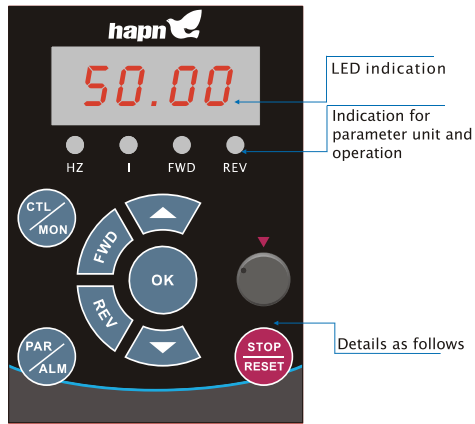 hapn
50.00
LED indication
HZ I FWD REV
Indication for
parameter unit and
operation
CTL
MON
FWD
OK
REV
PAR
ALM
STOP
RESET
Details as follows